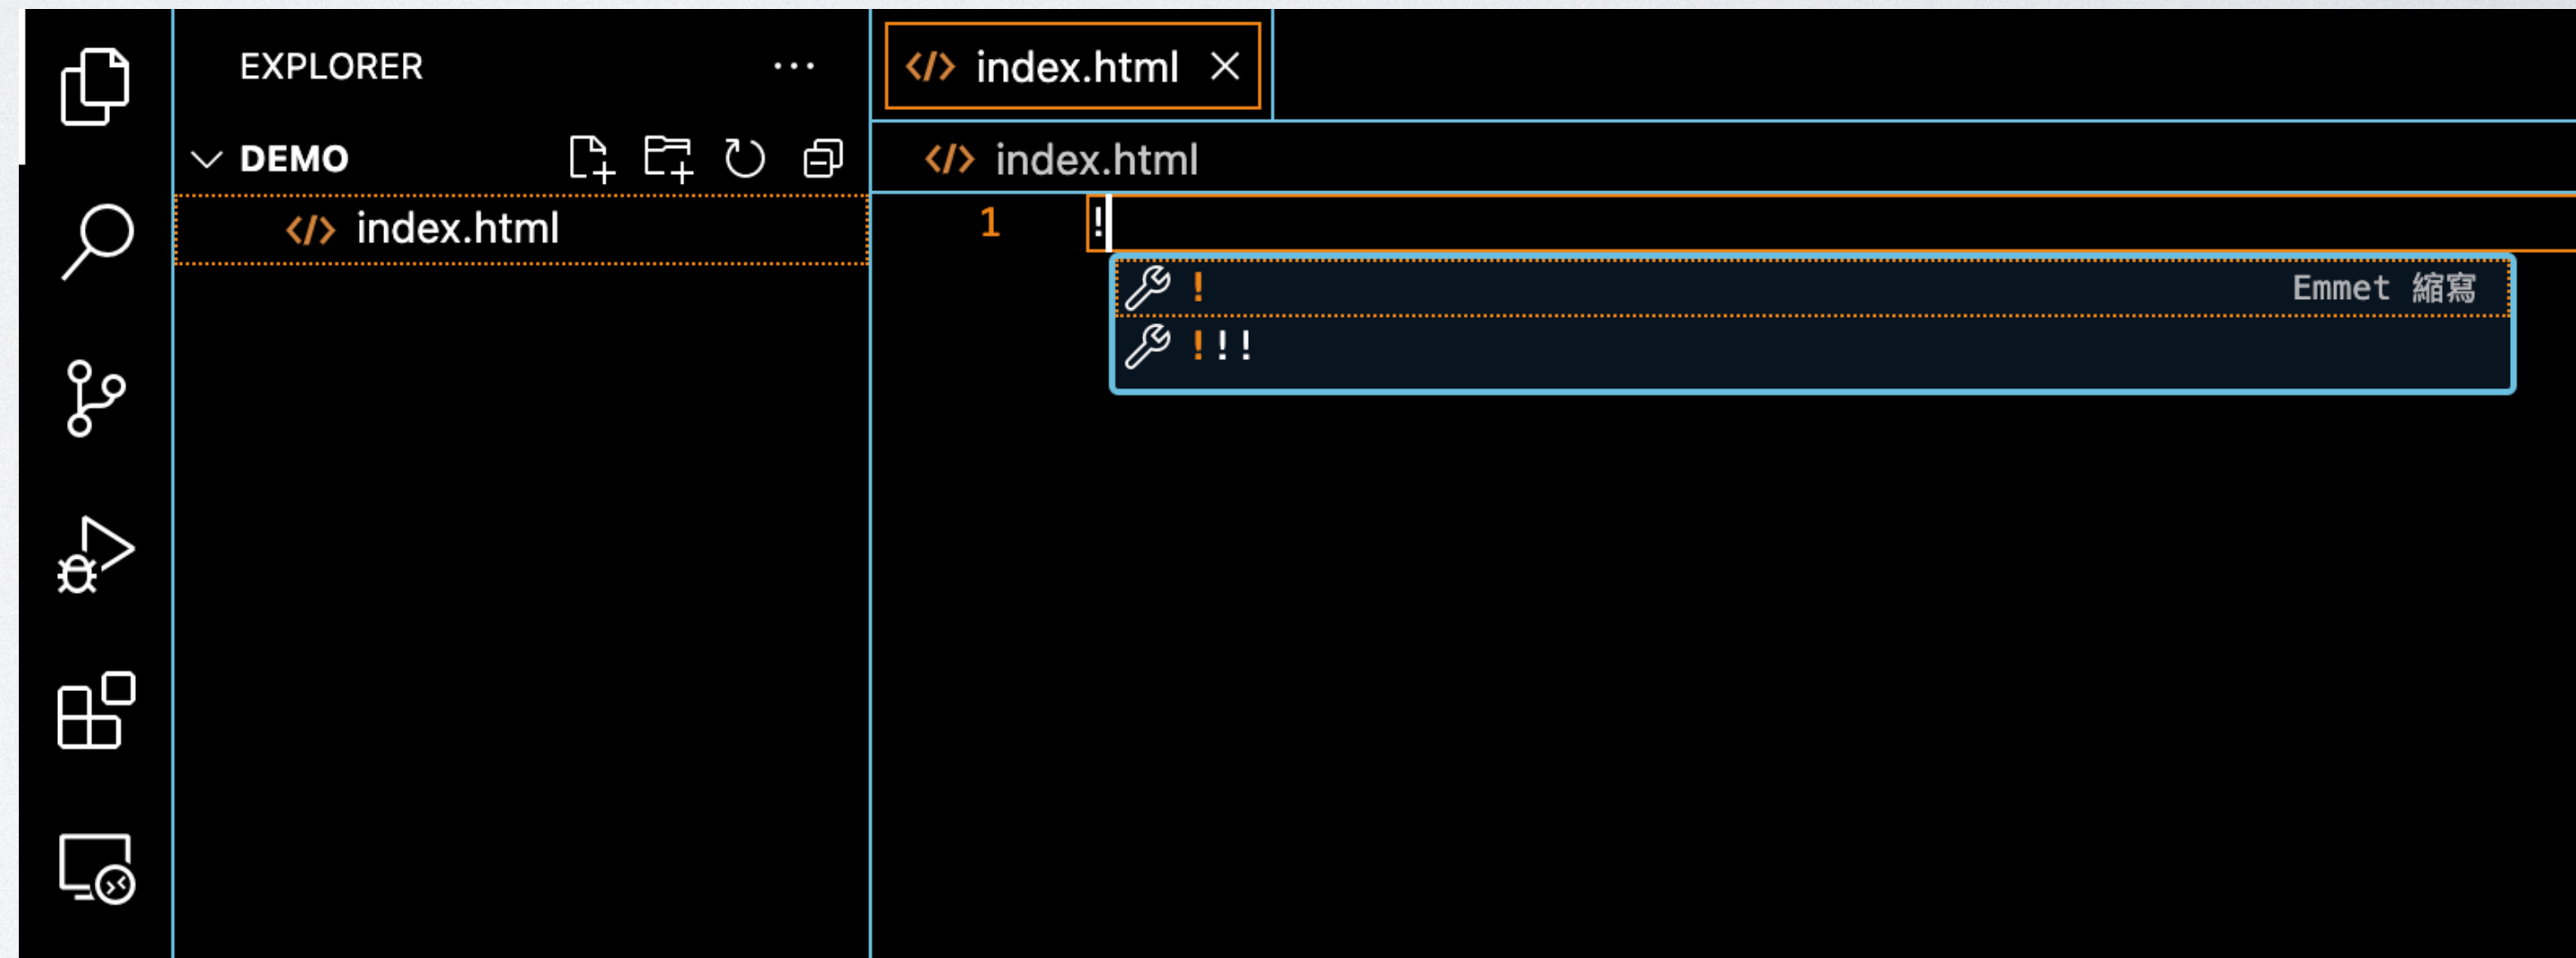 EXPLORER ···
DEMO
index.html
index.html
index.html
1 !
! Emmet 縮寫
!!!